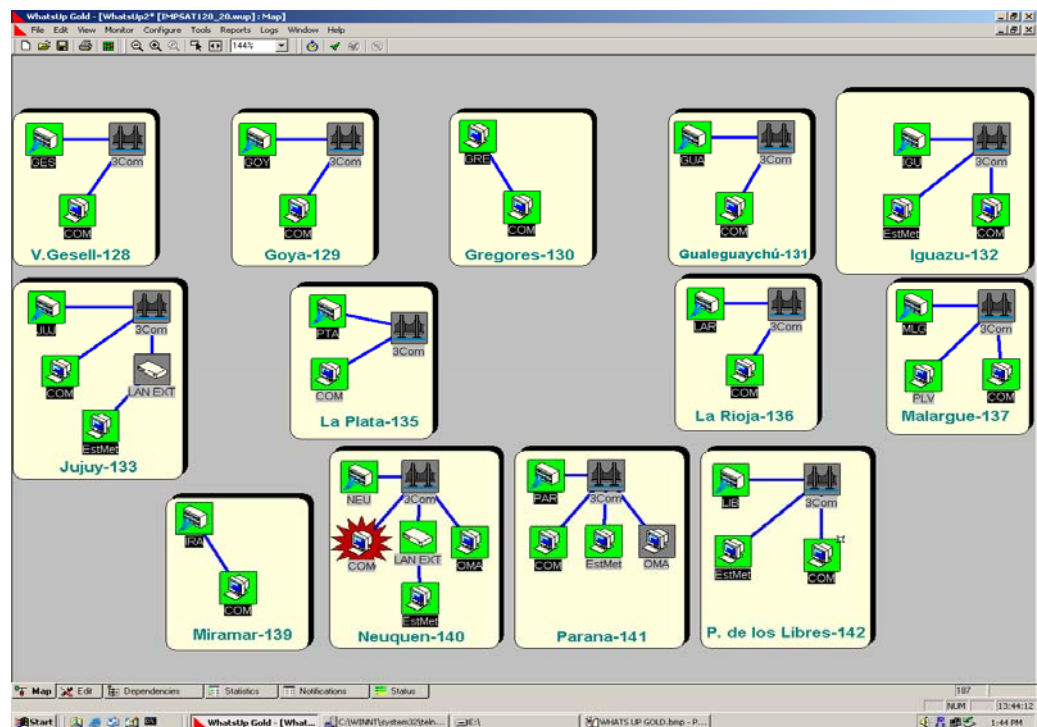 WhatsUp Gold - [WhatsUp2* [IMPSAT128_20.wup] : Map]
File Edit View Monitor Configure Tools Reports Logs Window Help
144%
GES
3Com
COM
V.Gesell-128
GOY
3Com
COM
Goya-129
GRE
COM
Gregores-130
GUA
3Com
COM
Gualeguaychú-131
IGU
3Com
EstMet
COM
Iguazu-132
JUJ
3Com
COM
LAN EXT
EstMet
Jujuy-133
PTA
3Com
COM
La Plata-135
LAR
3Com
COM
La Rioja-136
MLG
3Com
PLV
COM
Malargue-137
IRA
COM
Miramar-139
NEU
3Com
COM
LAN EXT
OMA
EstMet
Neuquen-140
PAR
3Com
COM
EstMet
OMA
Parana-141
LIB
3Com
EstMet
COM
P. de los Libres-142
Map Edit Dependencies Statistics Notifications Status
187
NUM 13:44:12
Start WhatsUp Gold - [What... C:\WINNT\system32\teln... E:\ WHATS UP GOLD.bmp - P... 1:44 PM